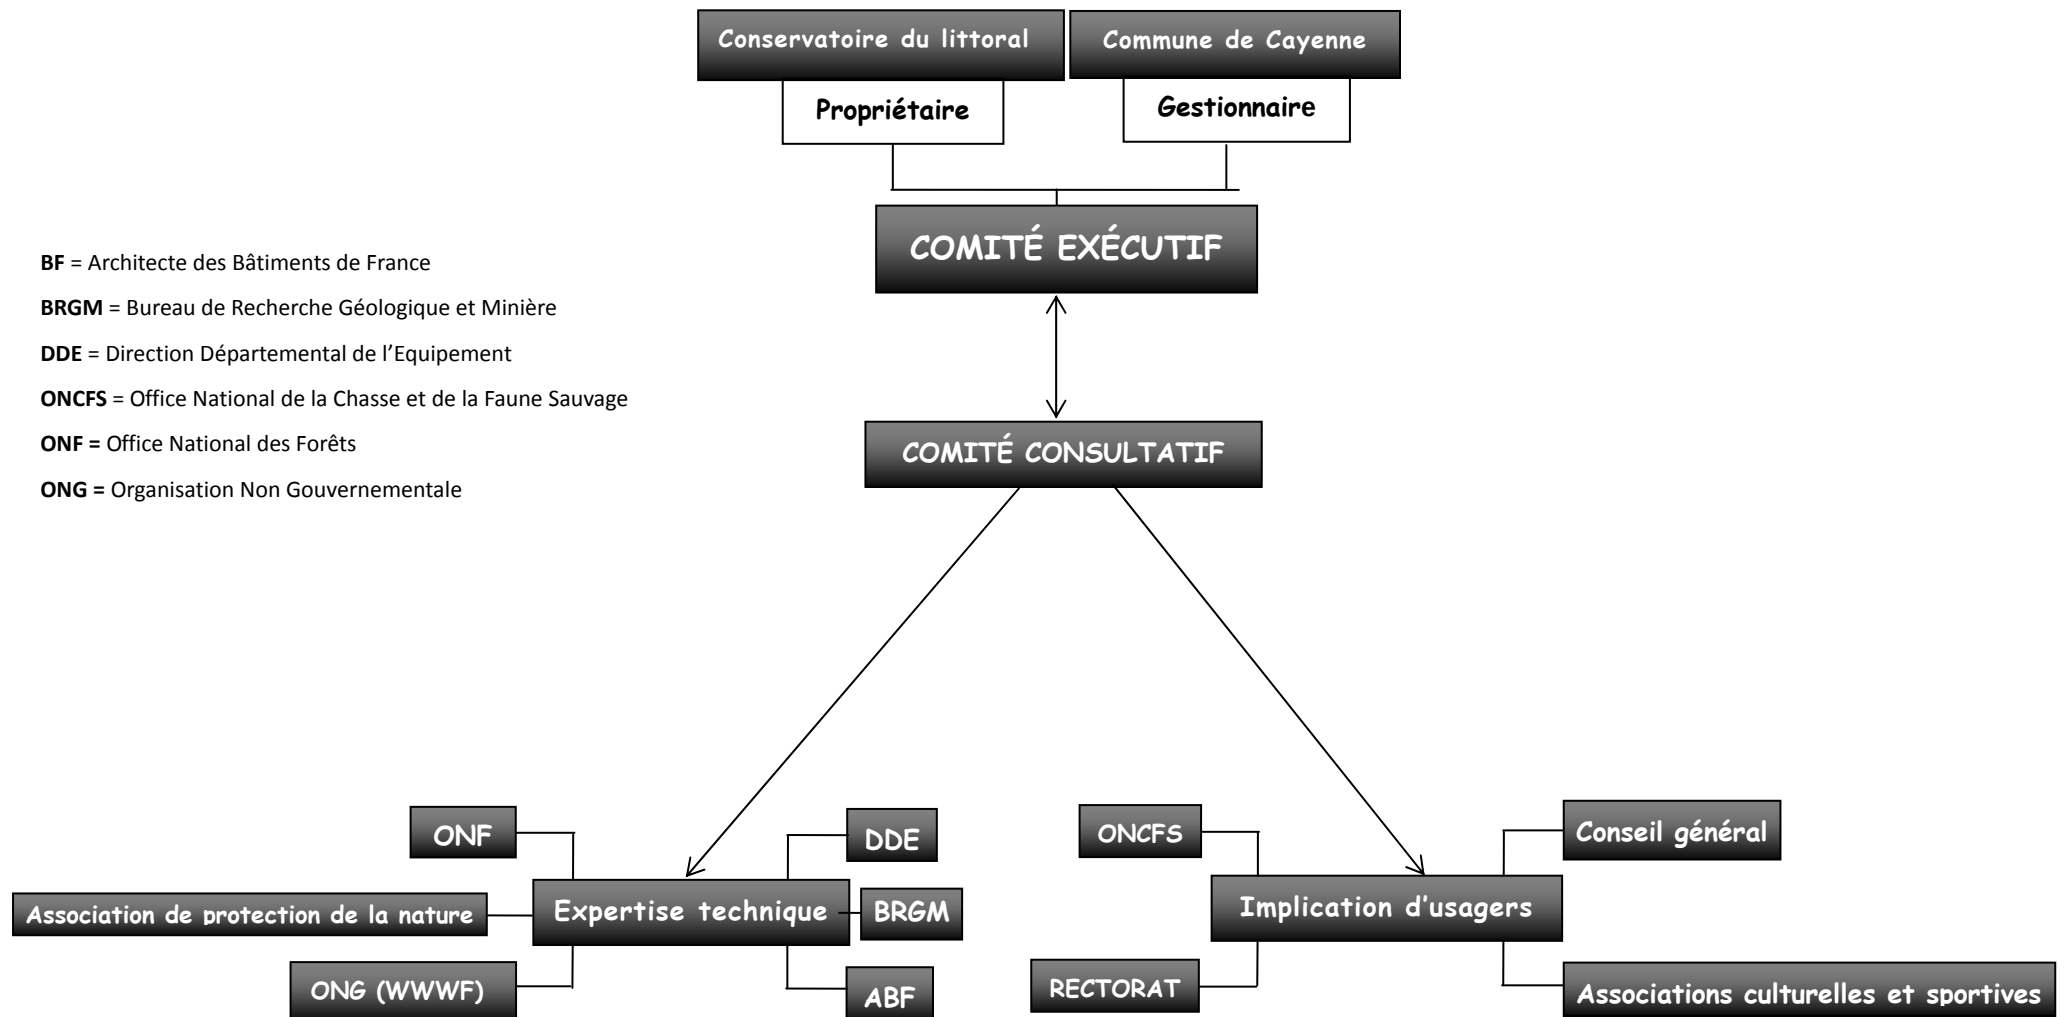 Conservatoire du littoral
Commune de Cayenne
Propriétaire
Gestionnaire
COMITÉ EXÉCUTIF
BF = Architecte des Bâtiments de France
BRGM = Bureau de Recherche Géologique et Minière
DDE = Direction Départemental de l'Equipement
ONCFS = Office National de la Chasse et de la Faune Sauvage
ONF = Office National des Forêts
ONG = Organisation Non Gouvernementale
COMITÉ CONSULTATIF
ONF
DDE
Association de protection de la nature
Expertise technique
BRGM
ONG (WWWF)
ABF
ONCFS
Conseil général
Implication d'usagers
RECTORAT
Associations culturelles et sportives